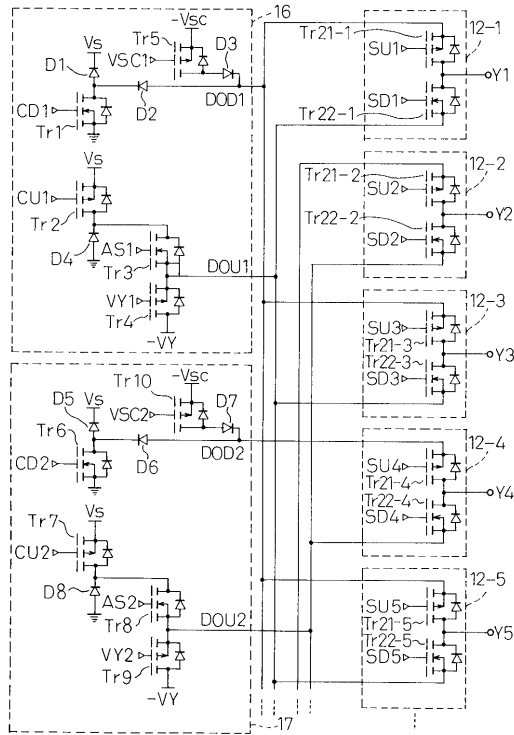 -VSC
16
Tr5
VS
VSC1
D3
D1
D2
DOD1
CD1
Tr1
VS
CU1
Tr2
D4
AS1
DOU1
Tr3
VY1
Tr4
-VY
-VSC
Tr10
D5
VS
VSC2
D7
Tr6
D6
DOD2
CD2
VS
Tr7
CU2
D8
AS2
DOU2
Tr8
VY2
Tr9
-VY
17
Tr21-1
12-1
SU1
Y1
SD1
Tr22-1
Tr21-2
12-2
SU2
Tr22-2
Y2
SD2
12-3
SU3
Tr21-3
Y3
Tr22-3
SD3
12-4
SU4
Tr21-4
Y4
Tr22-4
SD4
12-5
SU5
Tr21-5
Y5
Tr22-5
SD5